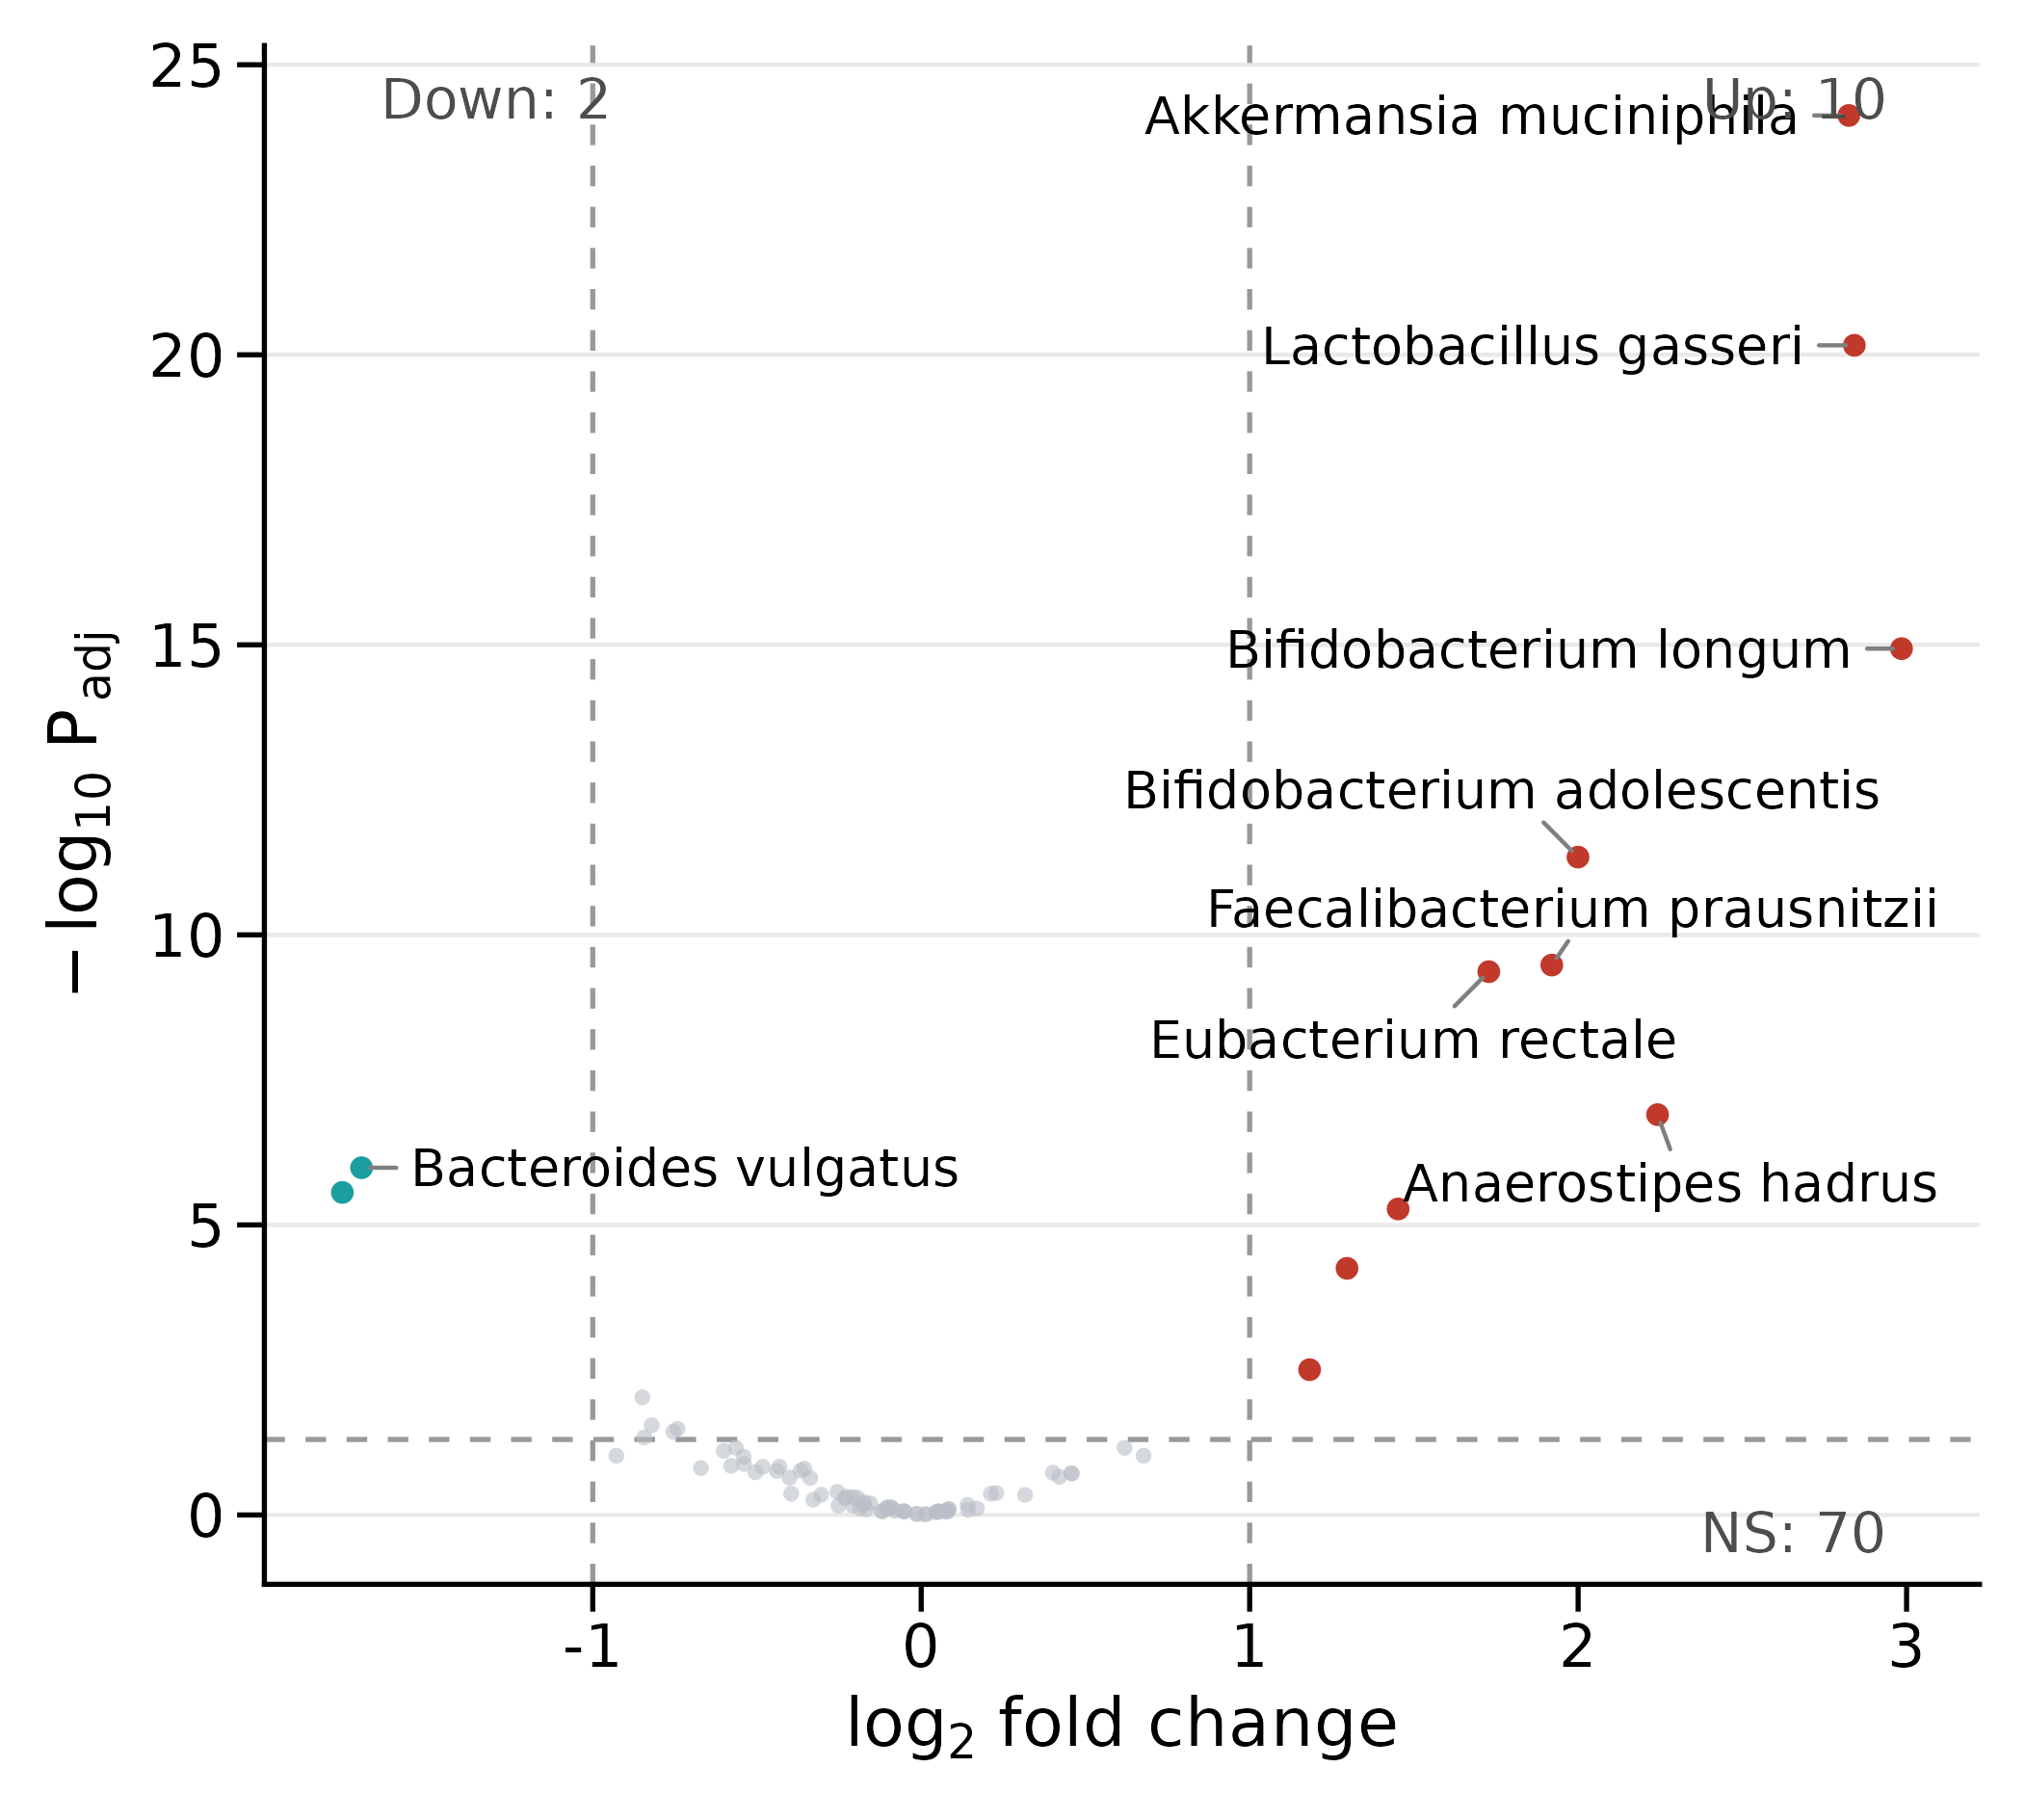 25
Down: 2
Up: 10
Akkermansia muciniphila
20
Lactobacillus gasseri
15
Bifidobacterium longum
Bifidobacterium adolescentis
Faecalibacterium prausnitzii
10
Eubacterium rectale
Bacteroides vulgatus
Anaerostipes hadrus
5
0
NS: 70
-1 0 1 2 3
log₂ fold change
−log₁₀ P adj